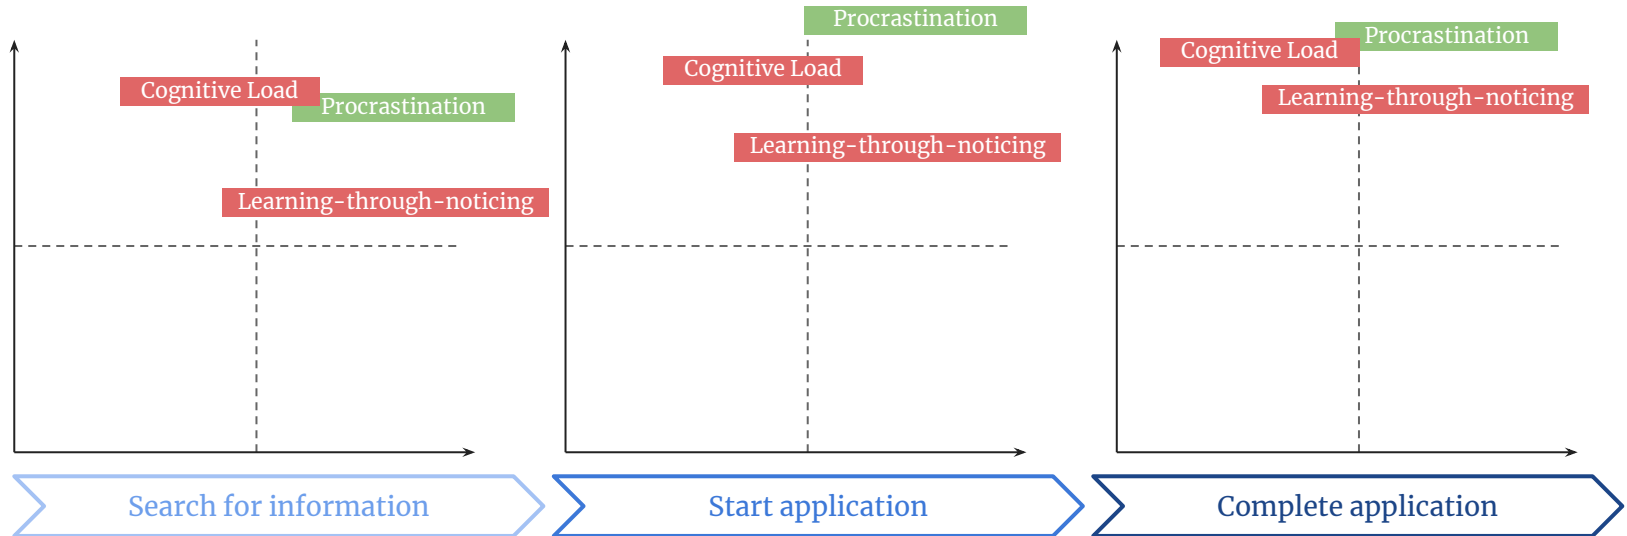 Cognitive Load
Procrastination
Learning-through-noticing
Search for information
Procrastination
Cognitive Load
Learning-through-noticing
Start application
Procrastination
Cognitive Load
Learning-through-noticing
Complete application